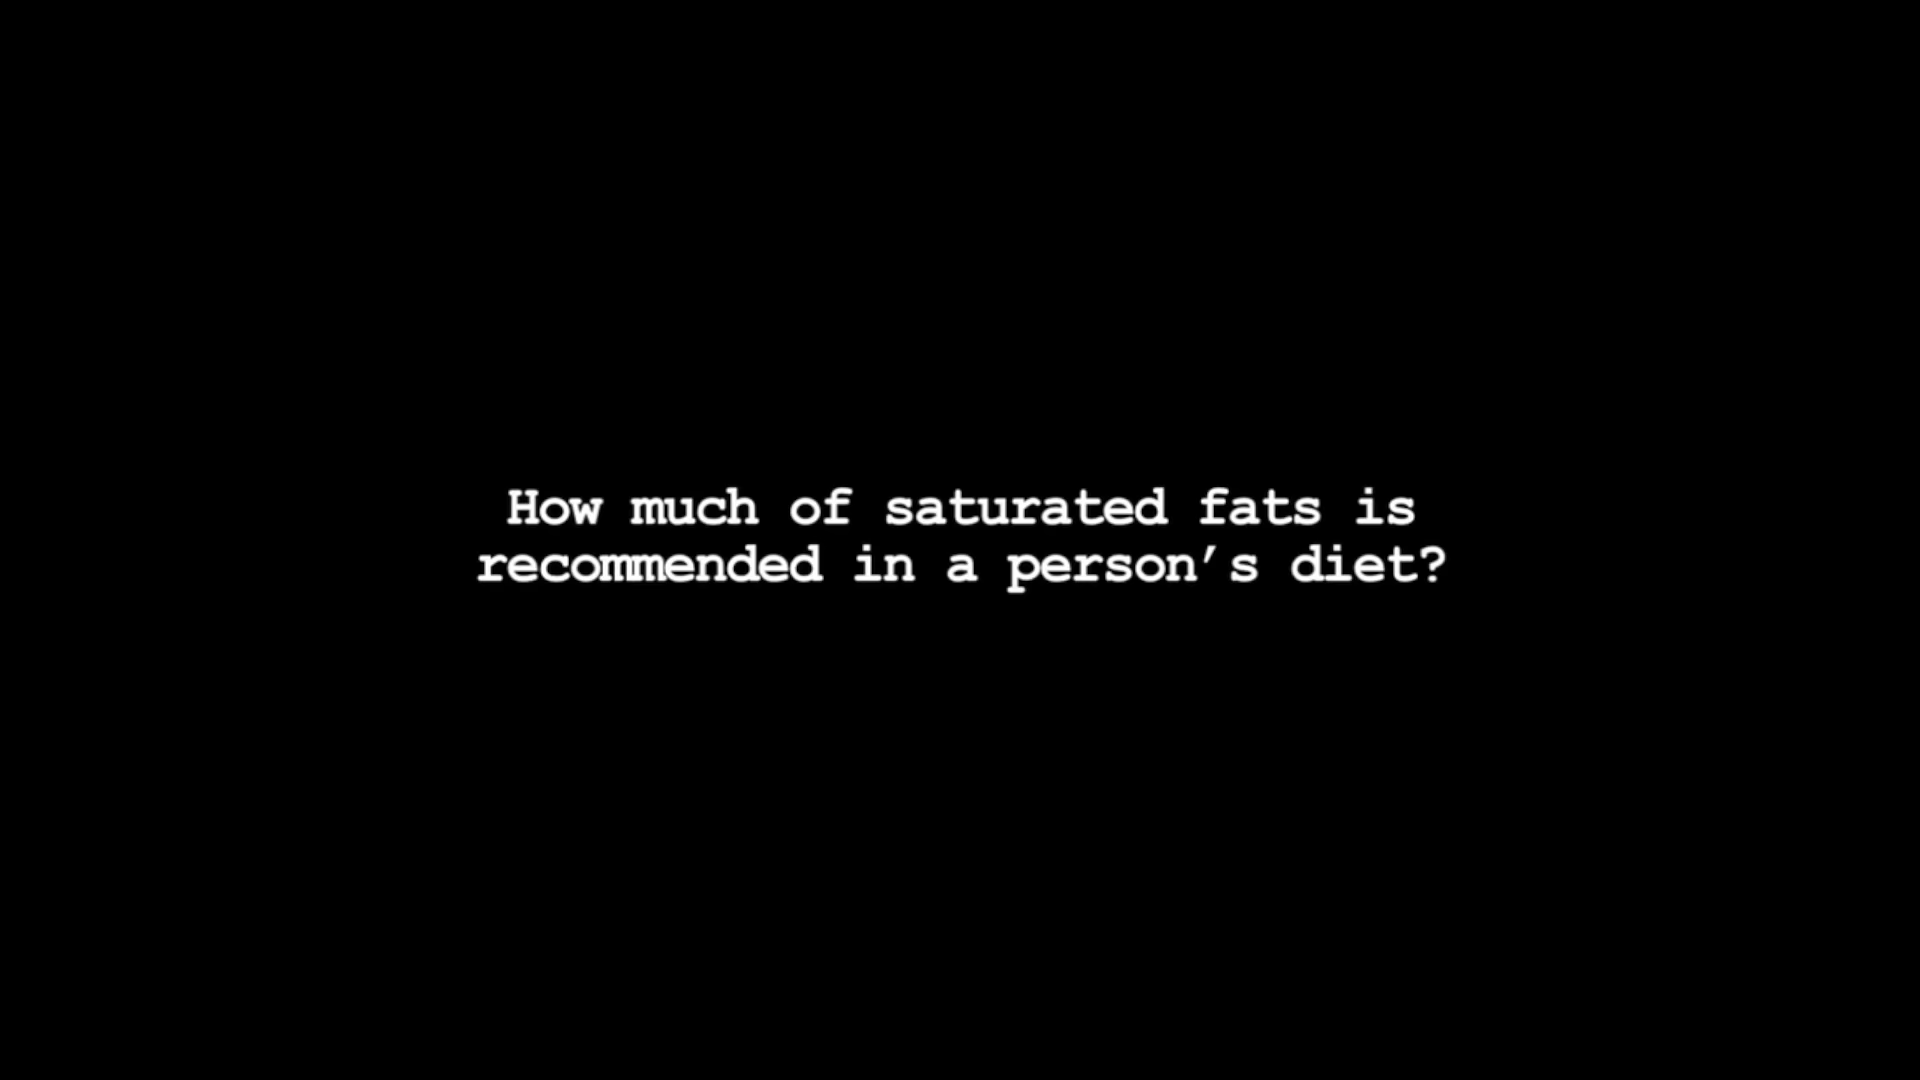 How much of saturated fats is
recommended in a person’s diet?